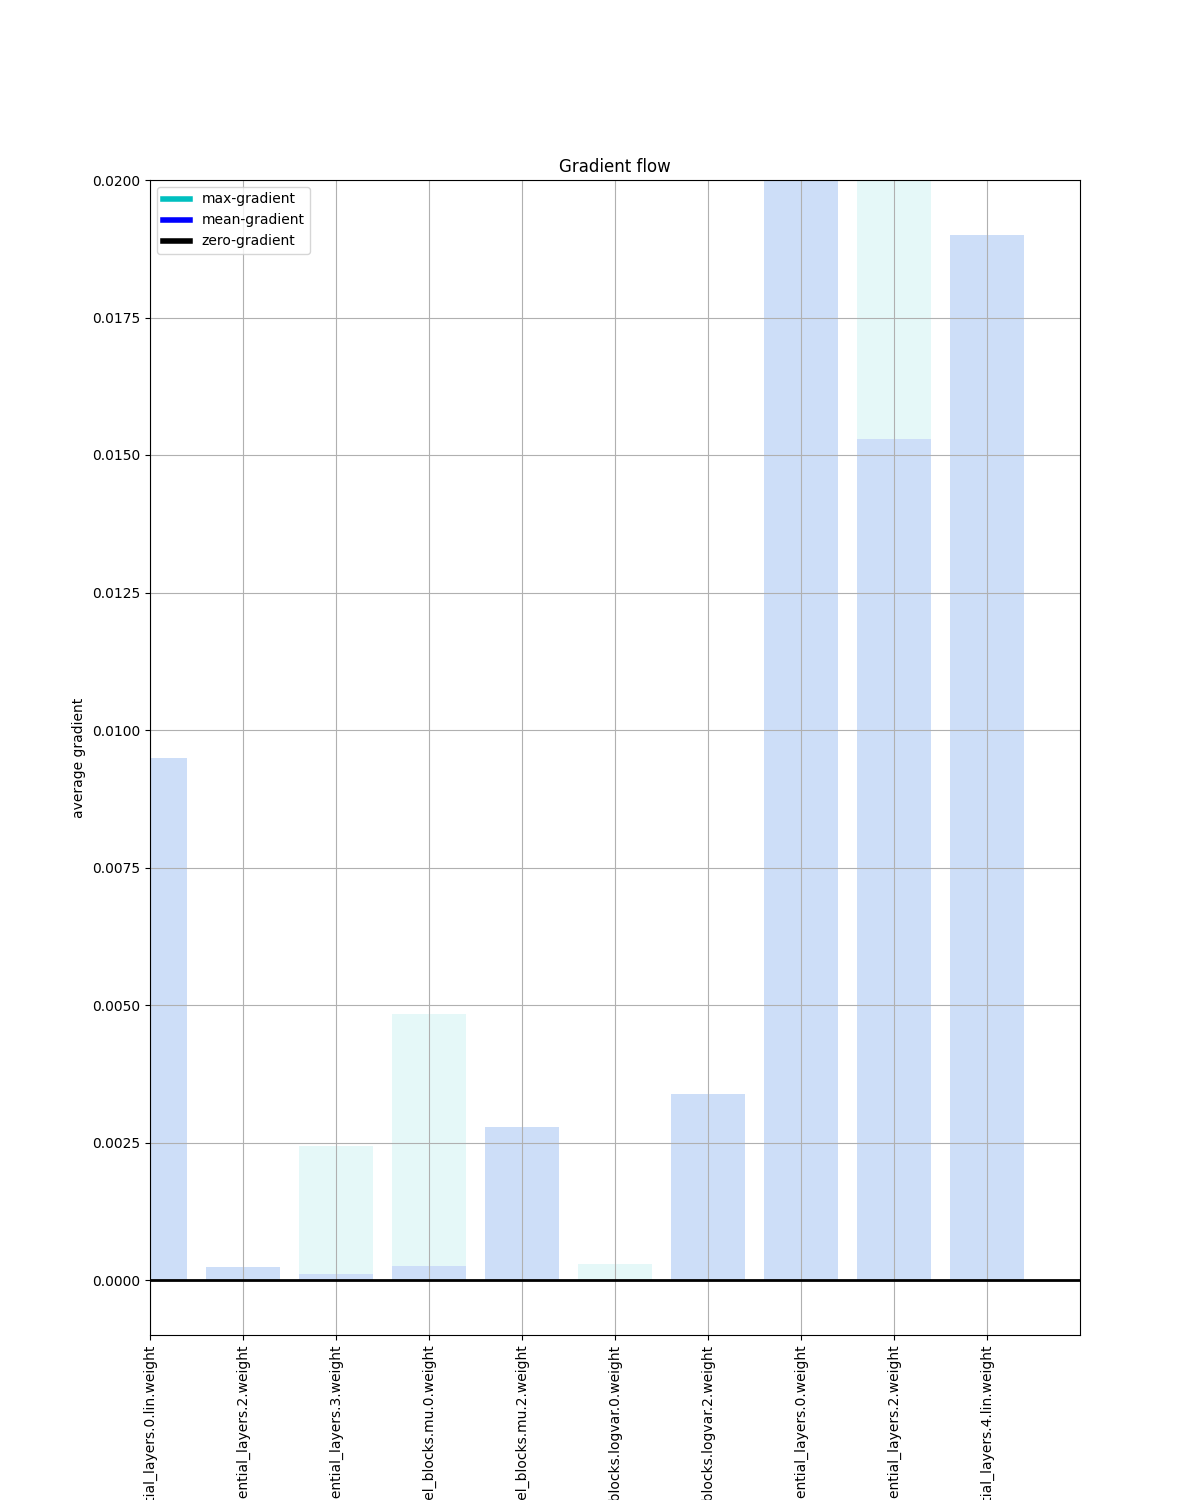 Gradient flow
max-gradient
mean-gradient
zero-gradient
0.0200
0.0175
0.0150
0.0125
0.0100
0.0075
0.0050
0.0025
0.0000
average gradient
tial_layers.0.lin.weight
ential_layers.2.weight
ential_layers.3.weight
el_blocks.mu.0.weight
el_blocks.mu.2.weight
blocks.logvar.0.weight
blocks.logvar.2.weight
ential_layers.0.weight
ential_layers.2.weight
tial_layers.4.lin.weight